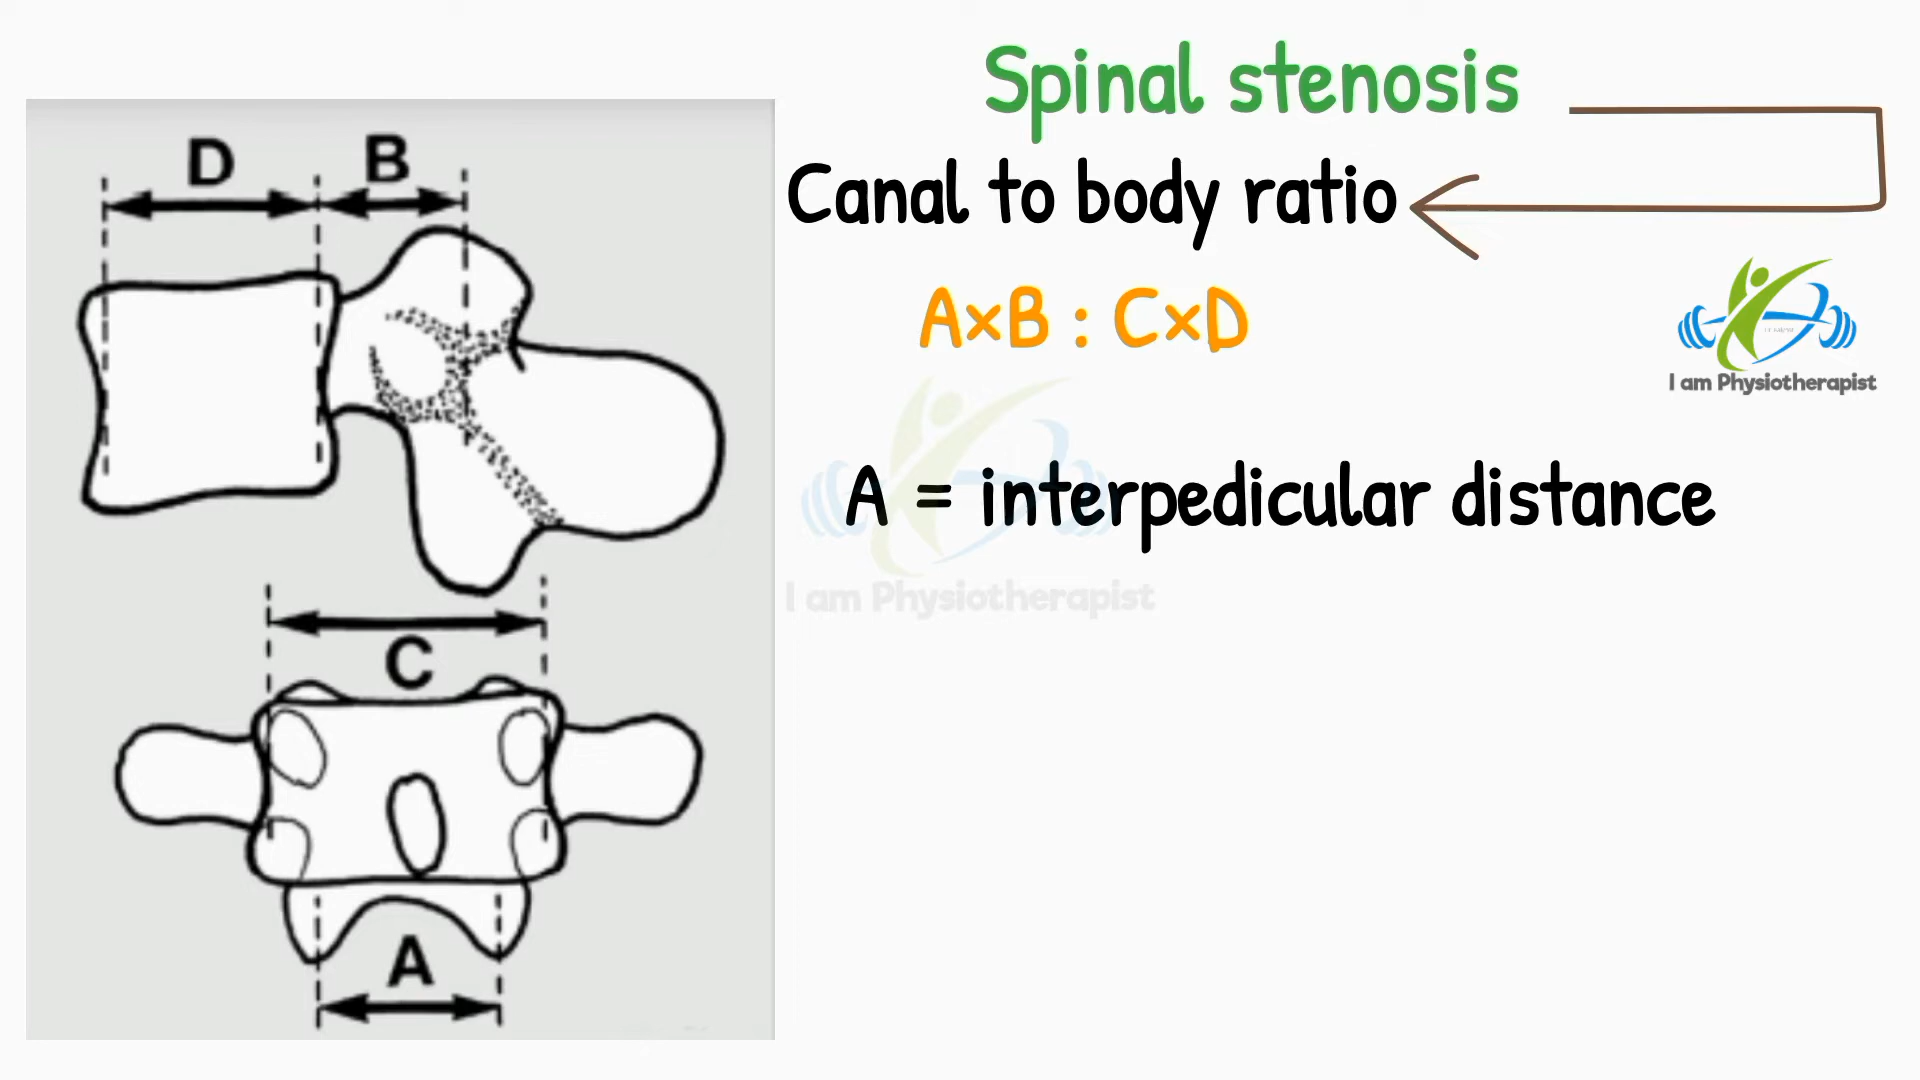 Spinal stenosis
Canal to body ratio
A×B : C×D
I am Physiotherapist
A = interpedicular distance
I am Physiotherapist
D
B
C
A